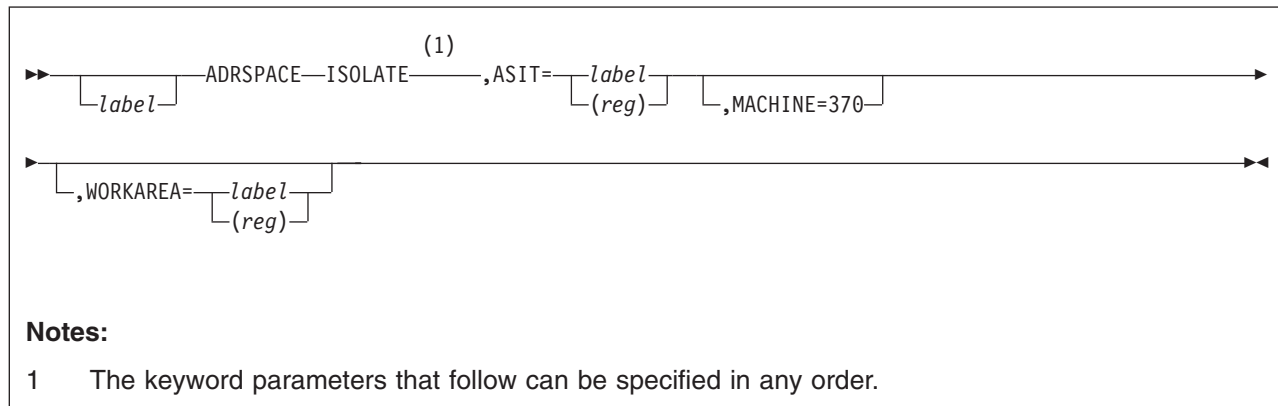 (1)
ADRSPACE ISOLATE ,ASIT= label ,MACHINE=370
label (reg)
,WORKAREA= label
(reg)
Notes:
1 The keyword parameters that follow can be specified in any order.